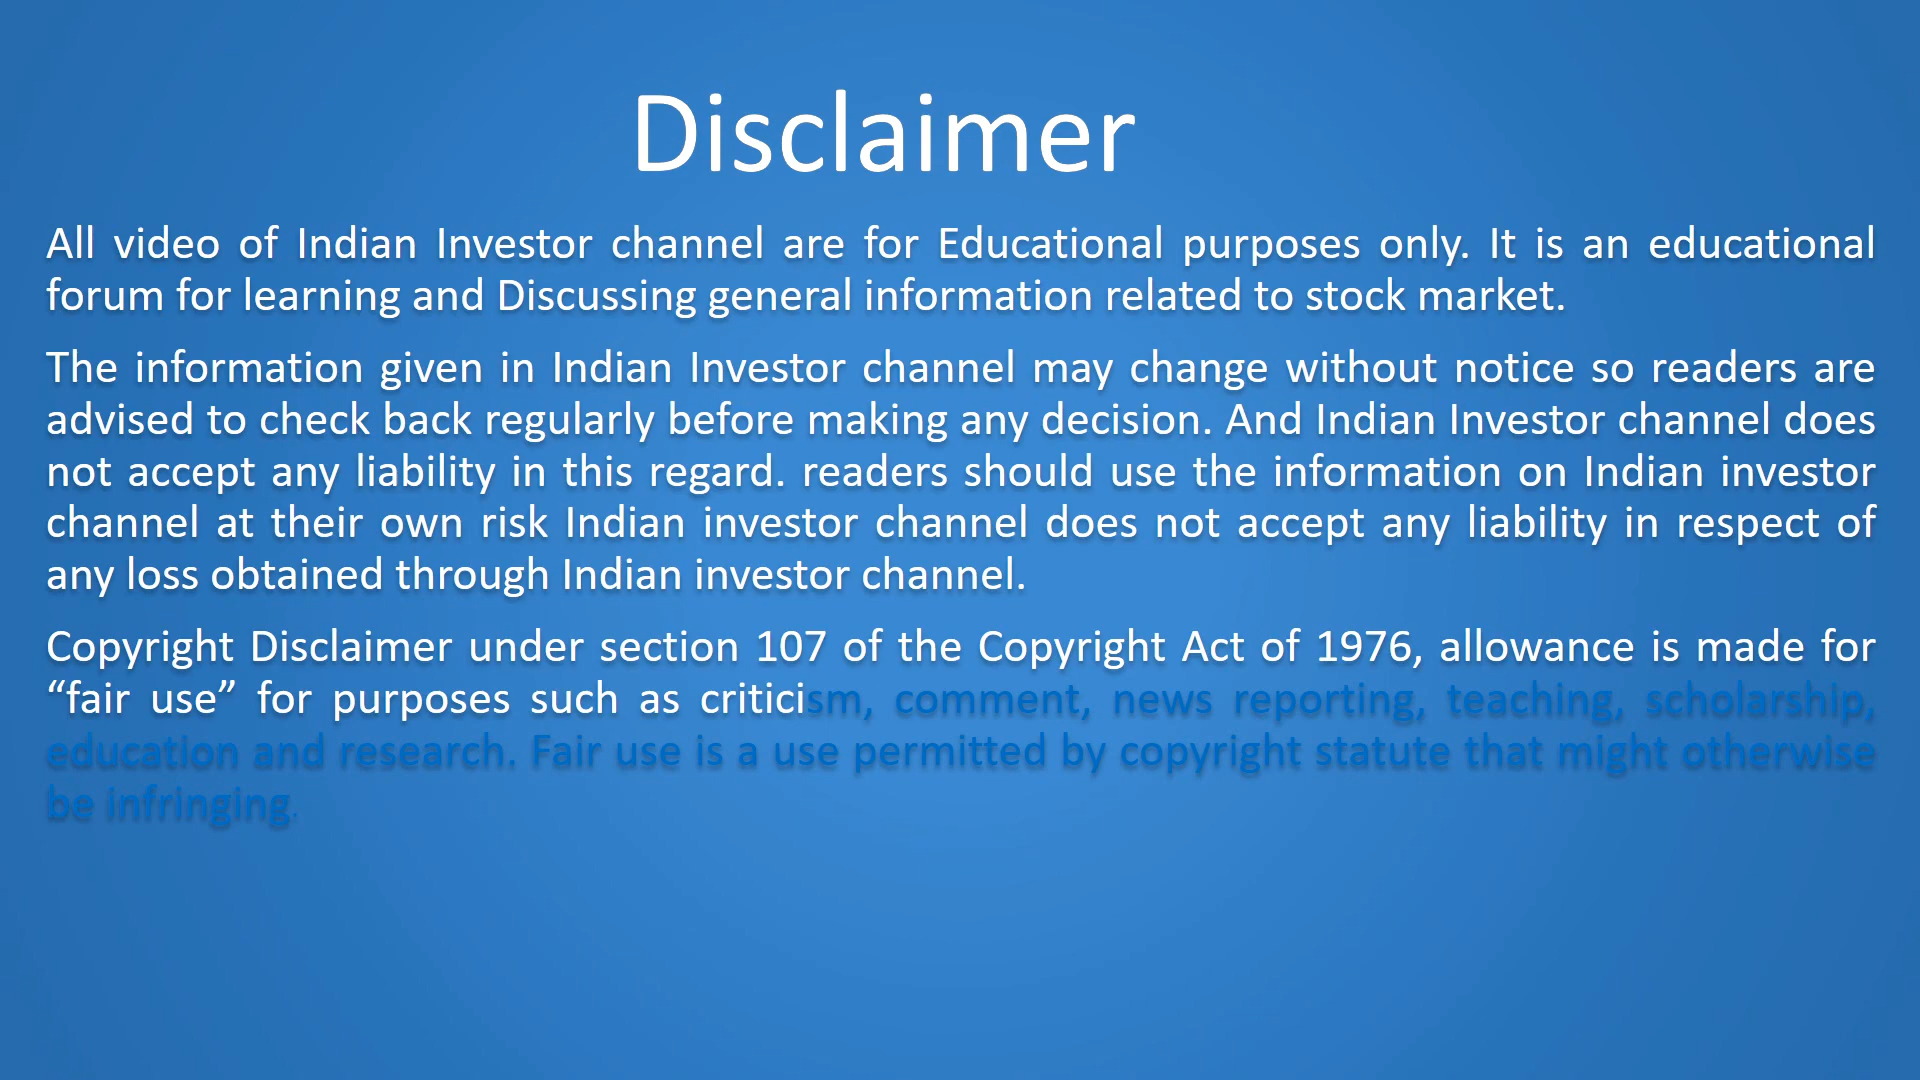 Disclaimer
All video of Indian Investor channel are for Educational purposes only. It is an educational
forum for learning and Discussing general information related to stock market.
The information given in Indian Investor channel may change without notice so readers are
advised to check back regularly before making any decision. And Indian Investor channel does
not accept any liability in this regard. readers should use the information on Indian investor
channel at their own risk Indian investor channel does not accept any liability in respect of
any loss obtained through Indian investor channel.
Copyright Disclaimer under section 107 of the Copyright Act of 1976, allowance is made for
“fair use” for purposes such as criticism, comment, news reporting, teaching, scholarship,
education and research. Fair use is a use permitted by copyright statute that might otherwise
be infringing.